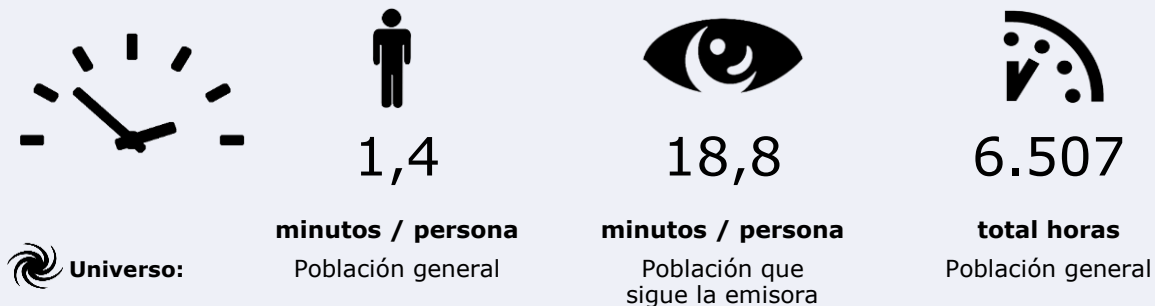 1,4
18,8
6.507
minutos / persona
minutos / persona
total horas
Universo:
Población general
Población que
sigue la emisora
Población general